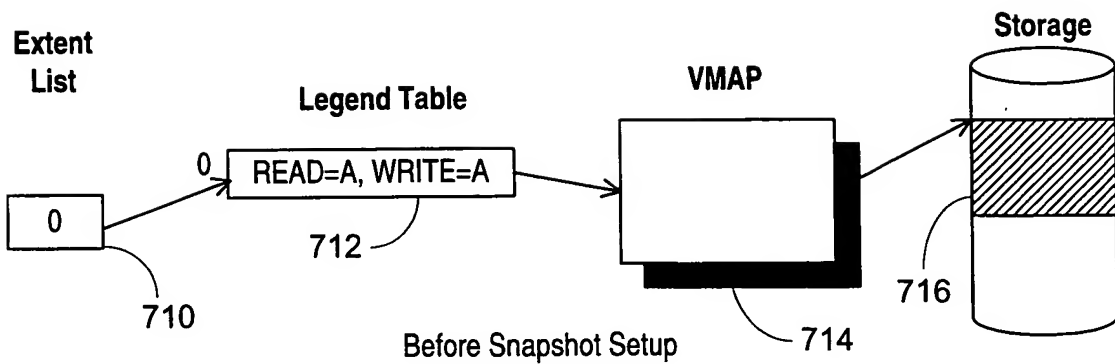 Storage
Extent
List
VMAP
Legend Table
0
READ=A, WRITE=A
0
712
716
710
714
Before Snapshot Setup